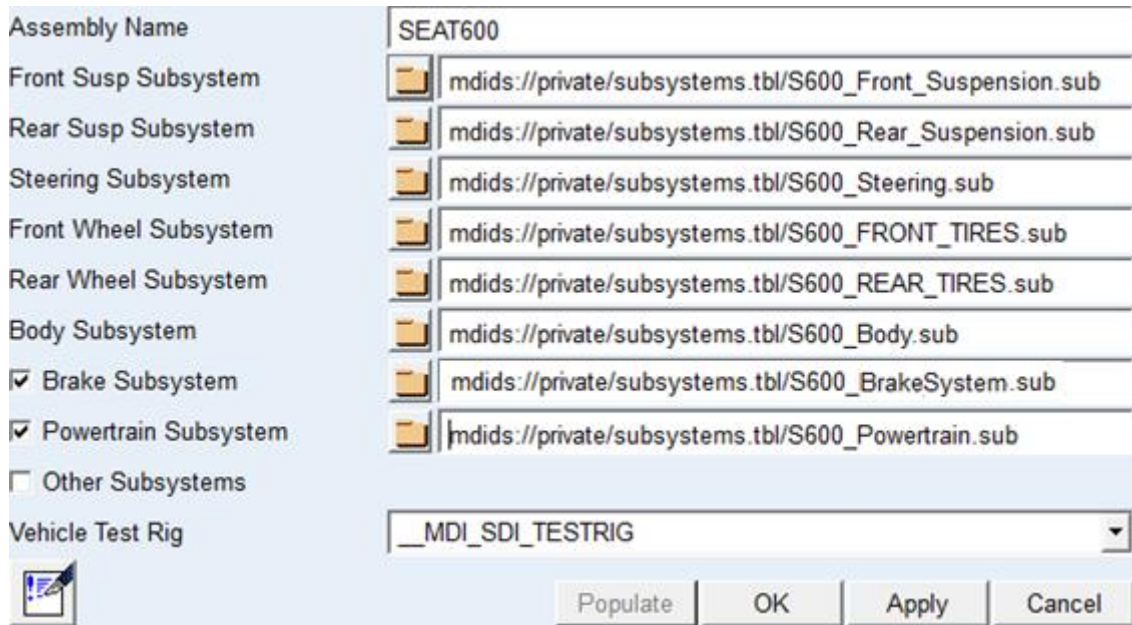 Assembly Name SEAT600
Front Susp Subsystem mdids://private/subsystems.tbl/S600_Front_Suspension.sub
Rear Susp Subsystem mdids://private/subsystems.tbl/S600_Rear_Suspension.sub
Steering Subsystem mdids://private/subsystems.tbl/S600_Steering.sub
Front Wheel Subsystem mdids://private/subsystems.tbl/S600_FRONT_TIRES.sub
Rear Wheel Subsystem mdids://private/subsystems.tbl/S600_REAR_TIRES.sub
Body Subsystem mdids://private/subsystems.tbl/S600_Body.sub
Brake Subsystem mdids://private/subsystems.tbl/S600_BrakeSystem.sub
Powertrain Subsystem mdids://private/subsystems.tbl/S600_Powertrain.sub
Other Subsystems
Vehicle Test Rig __MDI_SDI_TESTRIG
Populate OK Apply Cancel